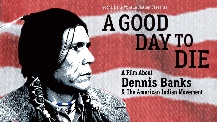 A GOOD
DAY TO
DIE
A Film About
Dennis Banks
& The American Indian Movement